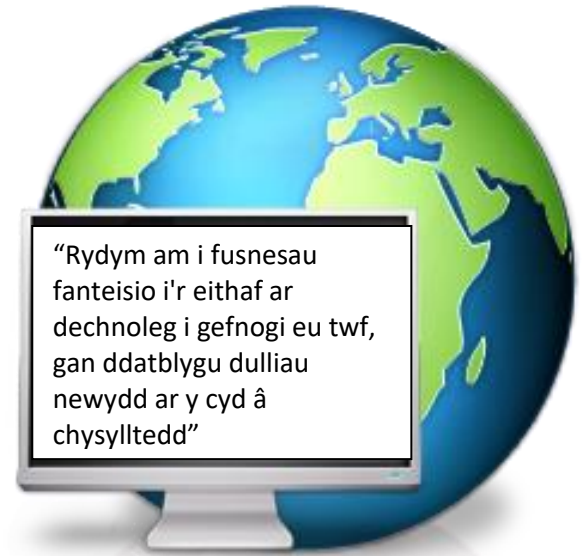 “Rydym am i fusnesau
fanteisio i'r eithaf ar
dechnoleg i gefnogi eu twf,
gan ddatblygu dulliau
newydd ar y cyd â
chysylltedd”